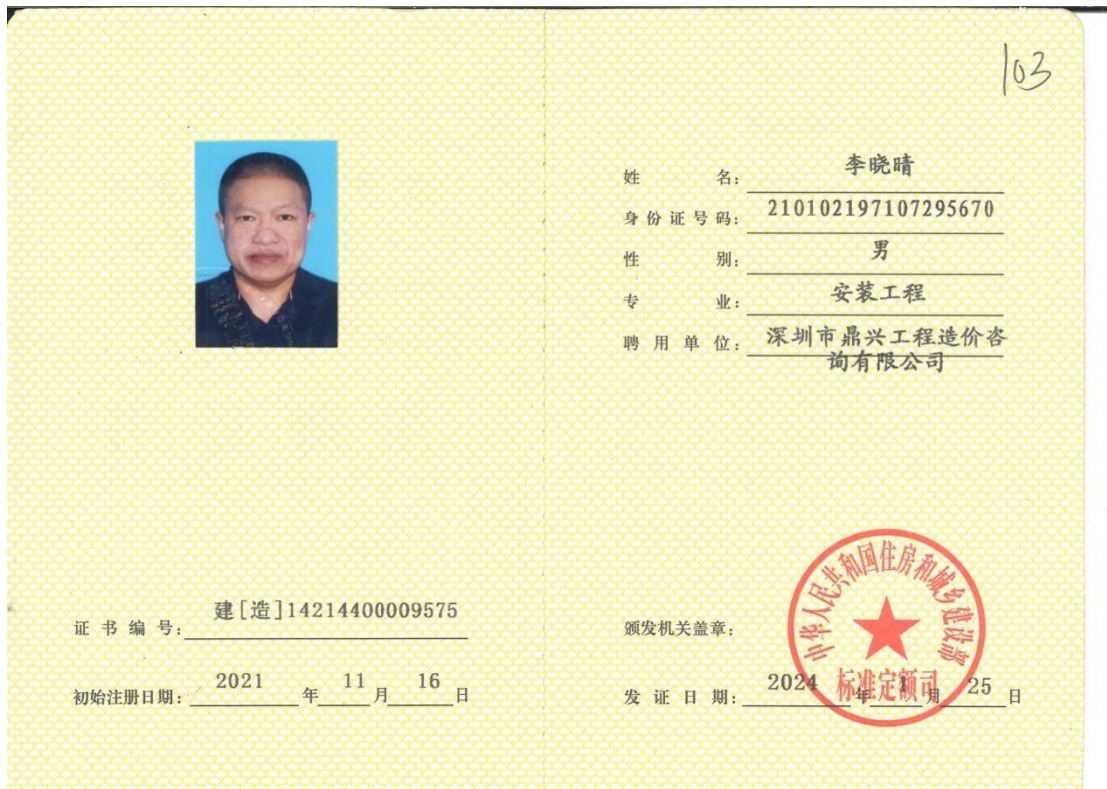 103
姓名：李晓晴
身份证号码：210102197107295670
性别：男
专业：安装工程
聘用单位：深圳市鼎兴工程造价咨
询有限公司
证书编号：建[造]14214400009575
初始注册日期：2021年11月16日
颁发机关盖章：
中华人民共和国住房和城乡建设部
标准定额司
发证日期：2024年1月25日